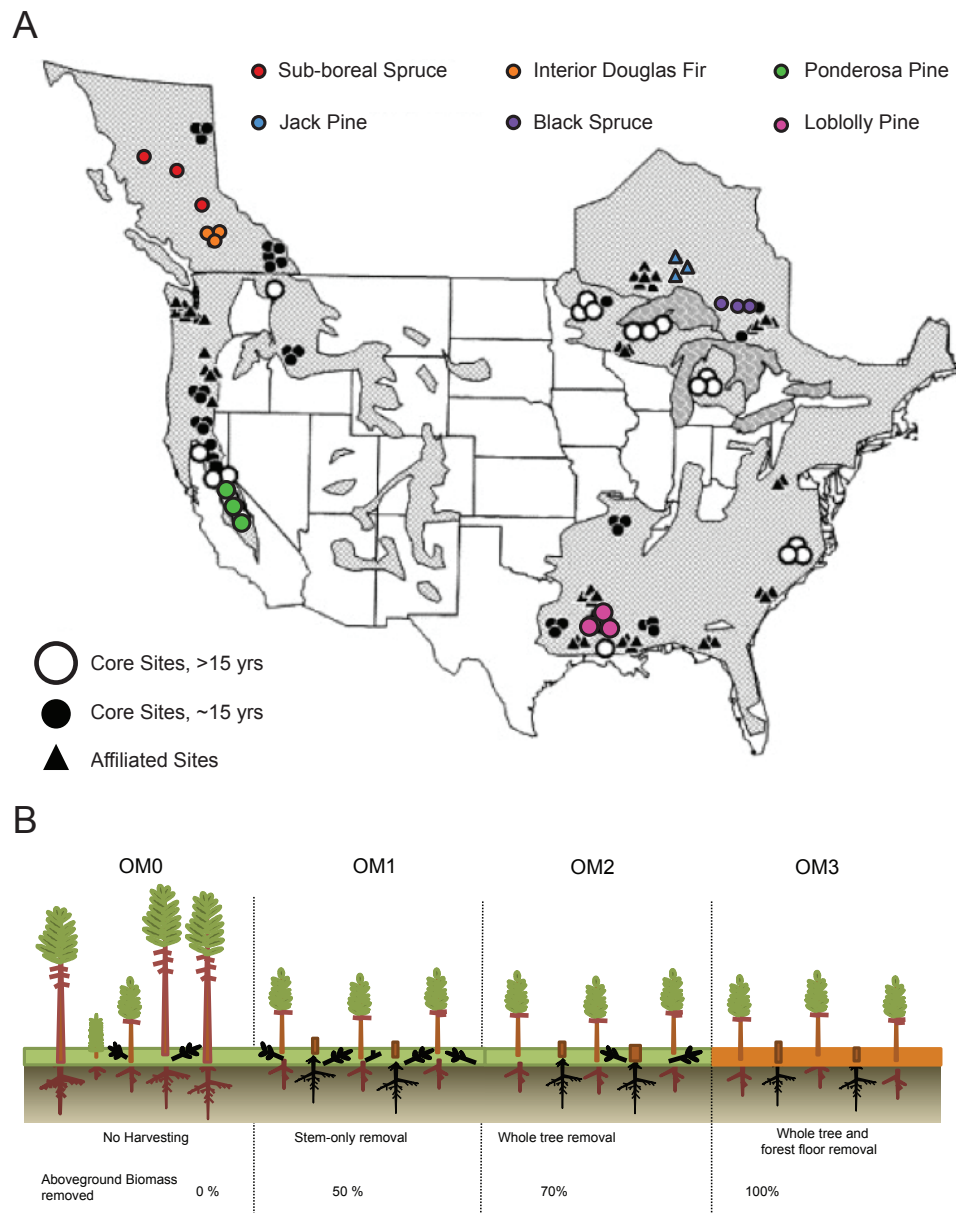 A
Sub-boreal Spruce
Interior Douglas Fir
Ponderosa Pine
Jack Pine
Black Spruce
Loblolly Pine
Core Sites, >15 yrs
Core Sites, ~15 yrs
Affiliated Sites
B
OM0
OM1
OM2
OM3
No Harvesting
Stem-only removal
Whole tree removal
Whole tree and
forest floor removal
Aboveground Biomass
removed
0 %
50 %
70%
100%